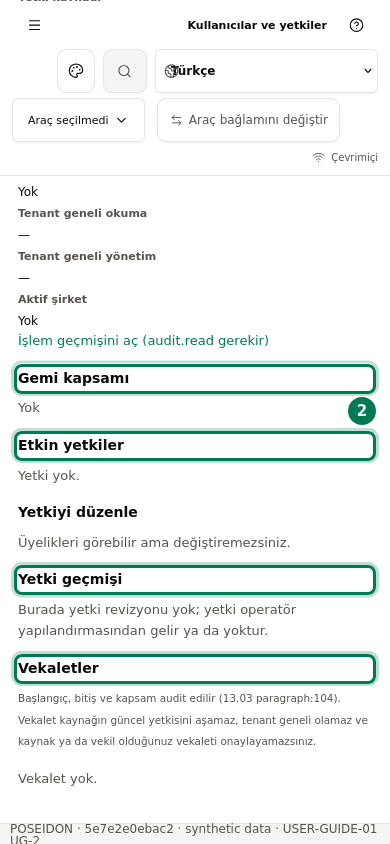 Kullanıcılar ve yetkiler
Türkçe
Araç seçilmedi
Araç bağlamını değiştir
Çevrimiçi
Yok
Tenant geneli okuma
—
Tenant geneli yönetim
—
Aktif şirket
Yok
İşlem geçmişini aç (audit.read gerekir)
Gemi kapsamı
Yok
2
Etkin yetkiler
Yetki yok.
Yetkiyi düzenle
Üyelikleri görebilir ama değiştiremezsiniz.
Yetki geçmişi
Burada yetki revizyonu yok; yetki operatör
yapılandırmasından gelir ya da yoktur.
Vekaletler
Başlangıç, bitiş ve kapsam audit edilir (13.03 paragraph:104).
Vekalet kaynağın güncel yetkisini aşamaz, tenant geneli olamaz ve
kaynak ya da vekil olduğunuz vekaleti onaylayamazsınız.
Vekalet yok.
POSEIDON · 5e7e2e0ebac2 · synthetic data · USER-GUIDE-01
UG-2